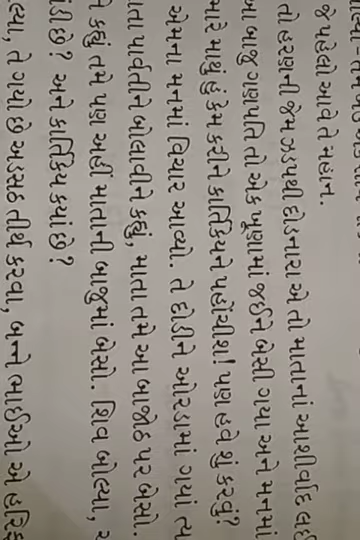 જે પહેલો આવે તે મહાન.
તો હરણની જેમ ઝડપથી દોડનારા એ તો માતાનાં આશીર્વાદ લઈ
આ બાજુ ગણપતિ તો એક ખુણામાં જઈને બેસી ગયા અને મનમાં
મારે માથું હું કેમ કરીને કાર્તિકેયને પહોંચીશ! પણ હવે શું કરવું?
એમના મનમાં વિચાર આવ્યો. તે દોડીને ઓરડામાં ગયાં ત્ય
માતા પાર્વતીને બોલાવીને કહ્યું, માતા તમે આ બાજોઠ પર બેસો.
કહ્યું તમે પણ અહીં માતાની બાજુમાં બેસો. શિવ બોલ્યા,
છે? અને કાર્તિકેય ક્યાં છે?
તે ગયો છે અડસઠ તીર્થ કરવા, બન્ને ભાઈઓ એ હરિફ